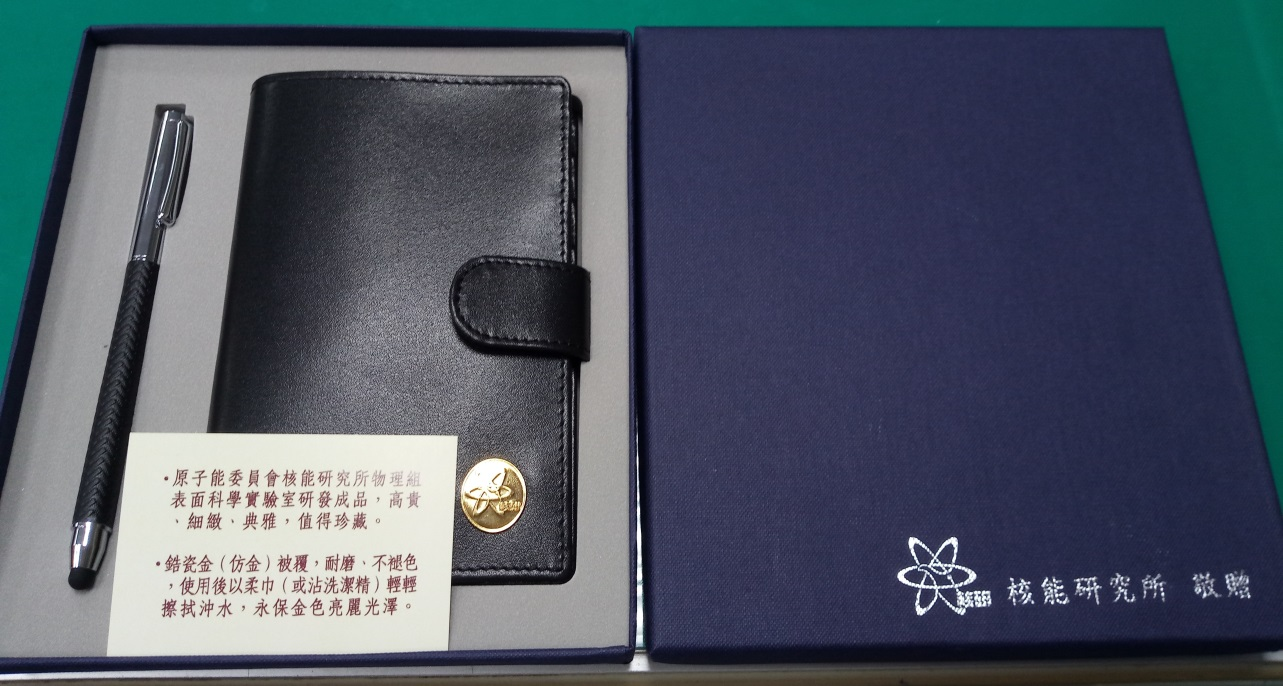 •原子能委員會核能研究所物理組
表面科學實驗室研發成品，高貴
、細緻、典雅，值得珍藏。
•鋯瓷金（仿金）被覆，耐磨、不褪色
，使用後以柔巾（或沾洗潔精）輕輕
擦拭沖水，永保金色亮麗光澤。
核研 核能研究所 敬贈